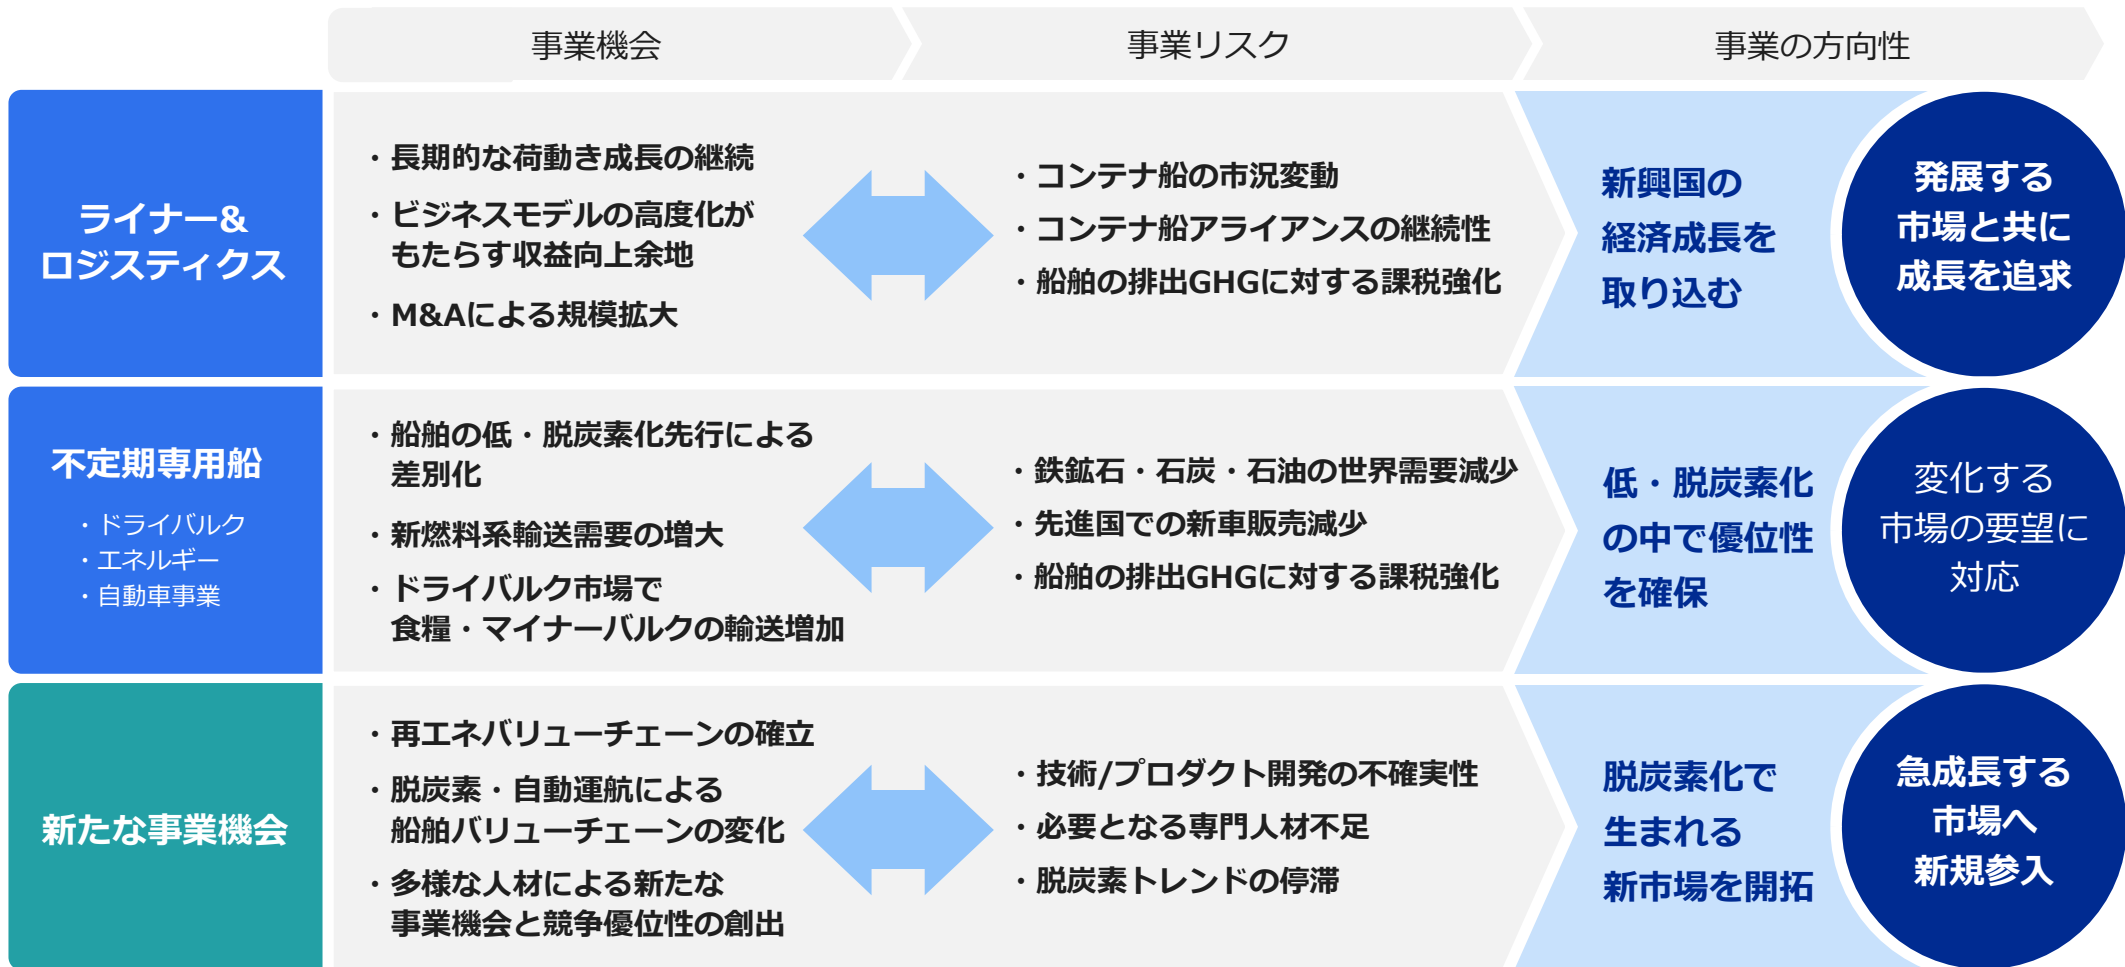 事業機会
事業リスク
事業の方向性
ライナー&
ロジスティクス
・長期的な荷動き成長の継続
・ビジネスモデルの高度化が
もたらす収益向上余地
・M&Aによる規模拡大
・コンテナ船の市況変動
・コンテナ船アライアンスの継続性
・船舶の排出GHGに対する課税強化
新興国の
経済成長を
取り込む
発展する
市場と共に
成長を追求
不定期専用船
・ドライバルク
・エネルギー
・自動車事業
・船舶の低・脱炭素化先行による
差別化
・新燃料系輸送需要の増大
・ドライバルク市場で
食糧・マイナーバルクの輸送増加
・鉄鉱石・石炭・石油の世界需要減少
・先進国での新車販売減少
・船舶の排出GHGに対する課税強化
低・脱炭素化
の中で優位性
を確保
変化する
市場の要望に
対応
新たな事業機会
・再エネバリューチェーンの確立
・脱炭素・自動運航による
船舶バリューチェーンの変化
・多様な人材による新たな
事業機会と競争優位性の創出
・技術/プロダクト開発の不確実性
・必要となる専門人材不足
・脱炭素トレンドの停滞
脱炭素化で
生まれる
新市場を開拓
急成長する
市場へ
新規参入